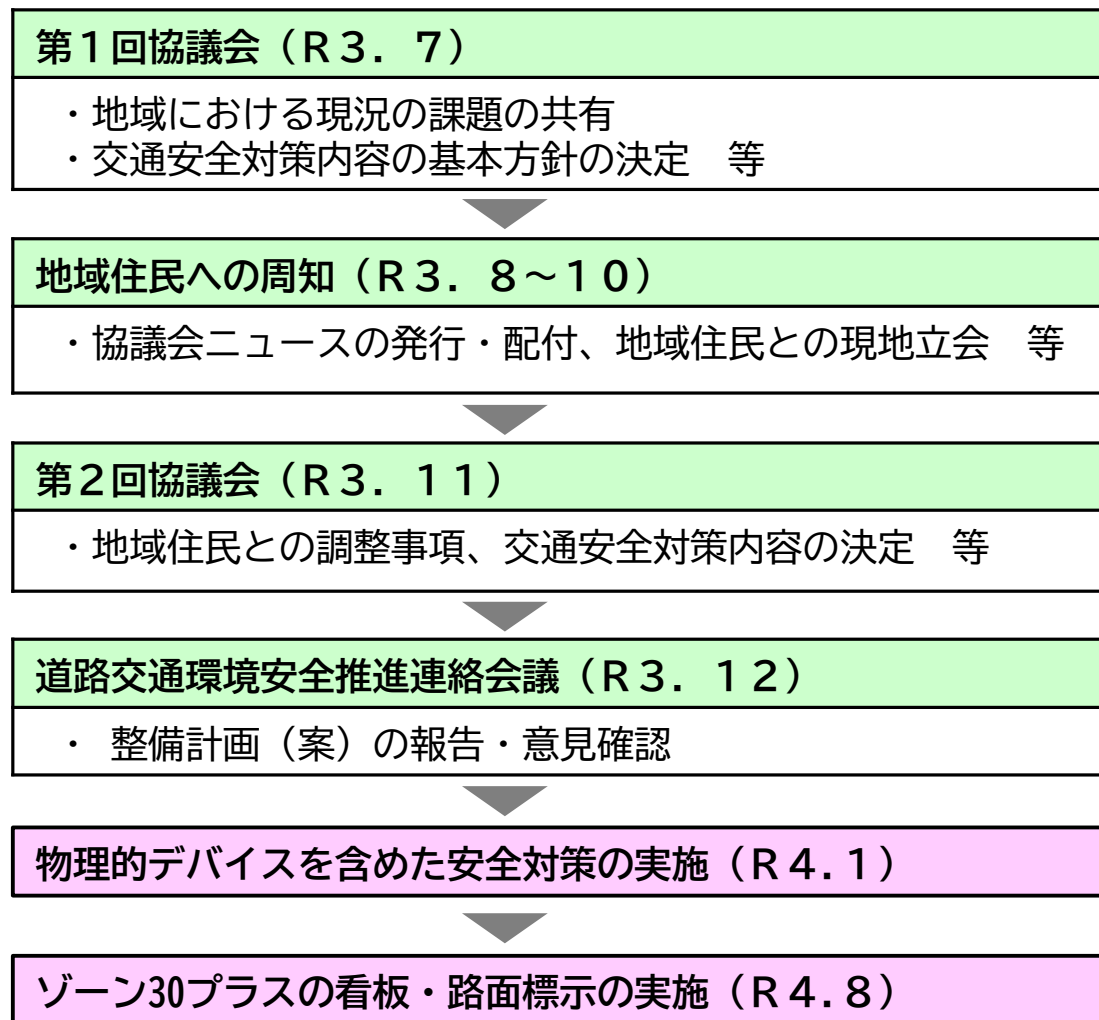 第１回協議会（Ｒ３．７）
・地域における現況の課題の共有
・交通安全対策内容の基本方針の決定　等
地域住民への周知（Ｒ３．８～１０）
・協議会ニュースの発行・配付、地域住民との現地立会　等
第２回協議会（Ｒ３．１１）
・地域住民との調整事項、交通安全対策内容の決定　等
道路交通環境安全推進連絡会議（Ｒ３．１２）
・ 整備計画（案）の報告・意見確認
物理的デバイスを含めた安全対策の実施（Ｒ４.１）
ゾーン30プラスの看板・路面標示の実施（Ｒ４.８）